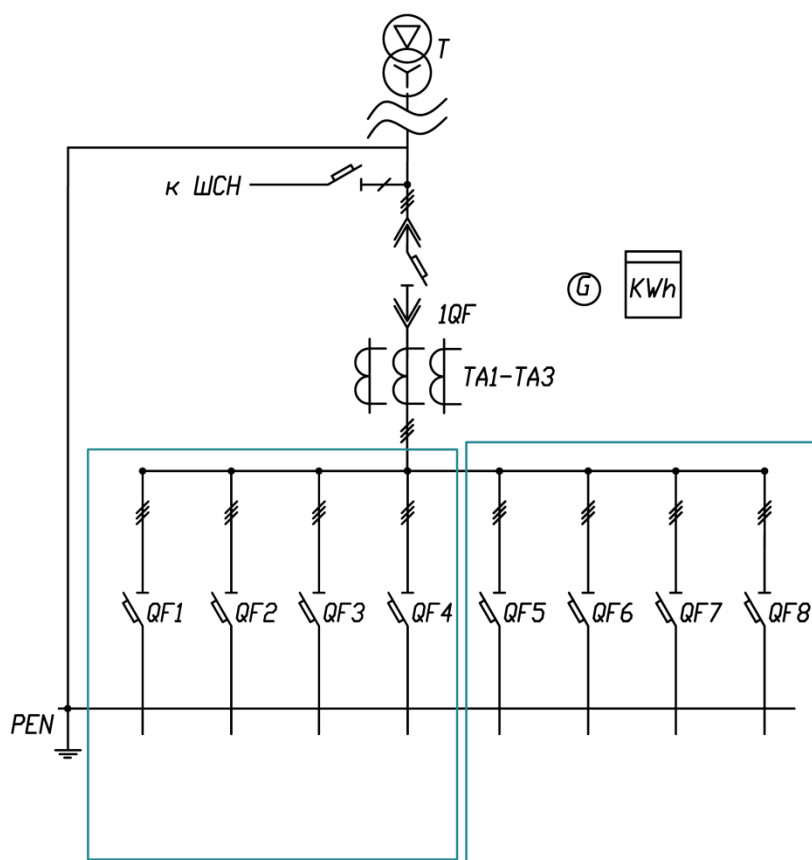 T
к ШСН
G
KWh
1QF
TA1-TA3
QF1 QF2 QF3 QF4 QF5 QF6 QF7 QF8
PEN